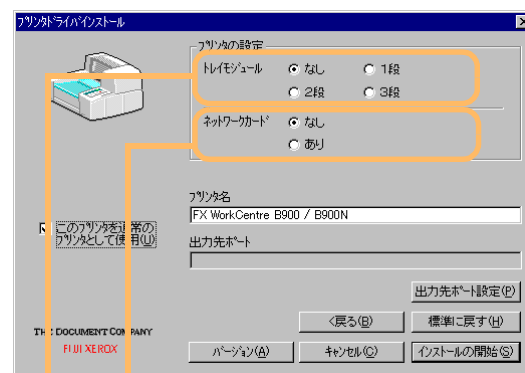 プリンタドライバインストール
プリンタの設定
トレイモジュール
なし
1段
2段
3段
ネットワークカード
なし
あり
プリンタ名
FX WorkCentre B900 / B900N
このプリンタを通常の
プリンタとして使用(U)
出力先ポート
出力先ポート設定(P)
<戻る(B)
標準に戻す(H)
THE DOCUMENT COMPANY
FUJI XEROX
バージョン(A)
キャンセル(C)
インストールの開始(S)